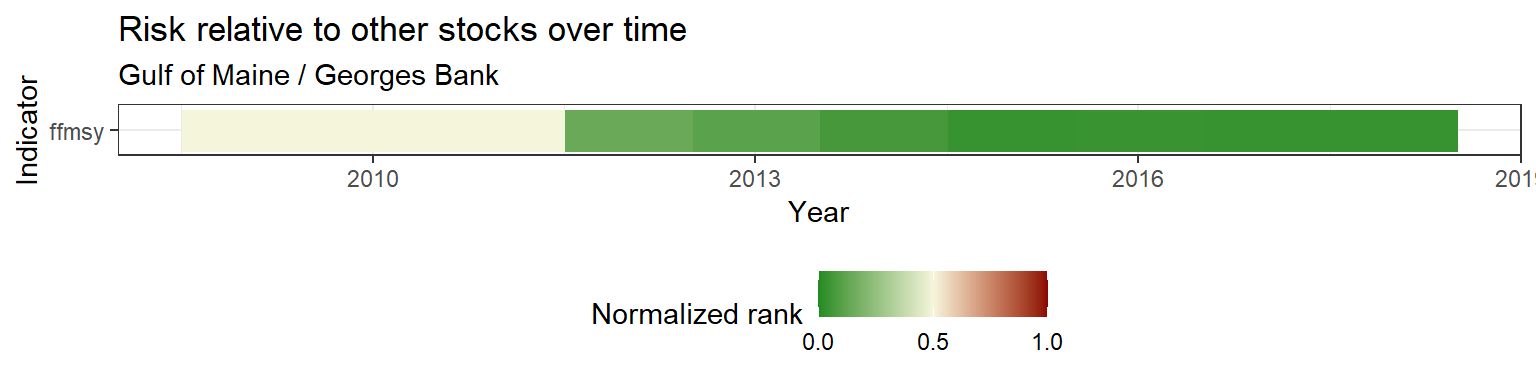 Risk relative to other stocks over time
Gulf of Maine / Georges Bank
Indicator
ffmsy
2010 2013 2016 201
Year
Normalized rank
0.0 0.5 1.0